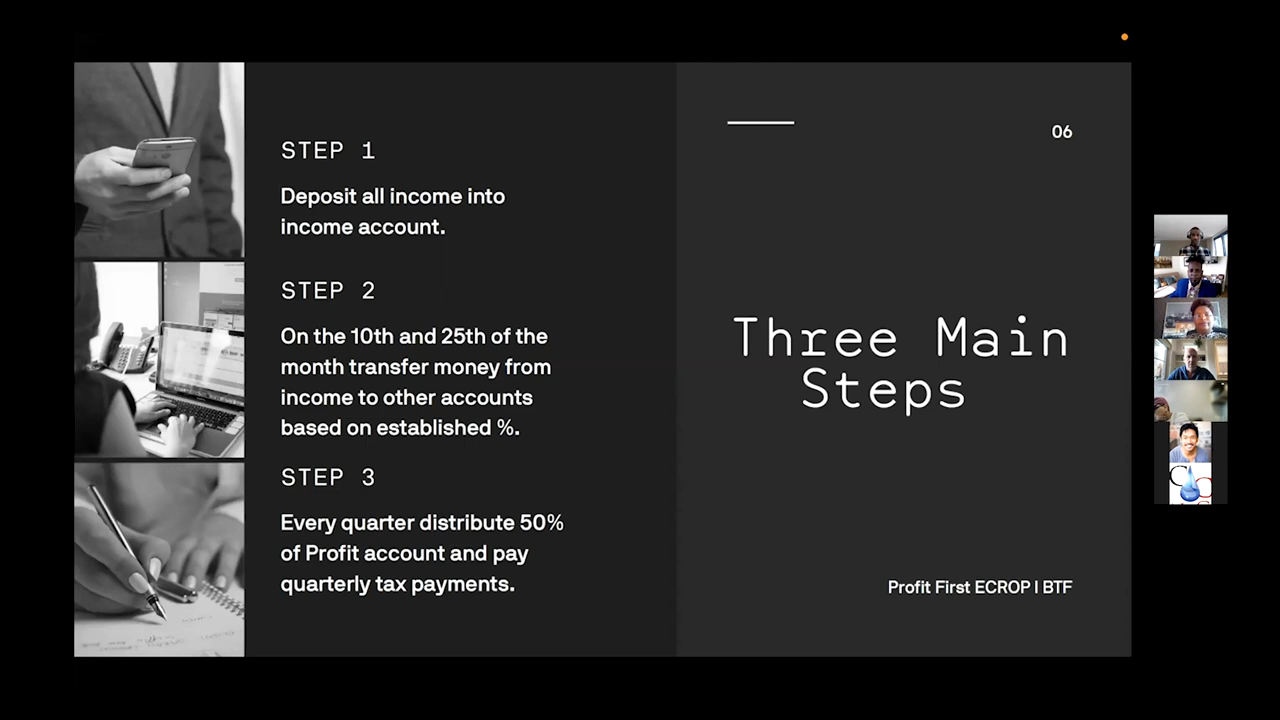 STEP 1
Deposit all income into
income account.
STEP 2
On the 10th and 25th of the
month transfer money from
income to other accounts
based on established %.
STEP 3
Every quarter distribute 50%
of Profit account and pay
quarterly tax payments.
06
Three Main
Steps
Profit First ECROP I BTF